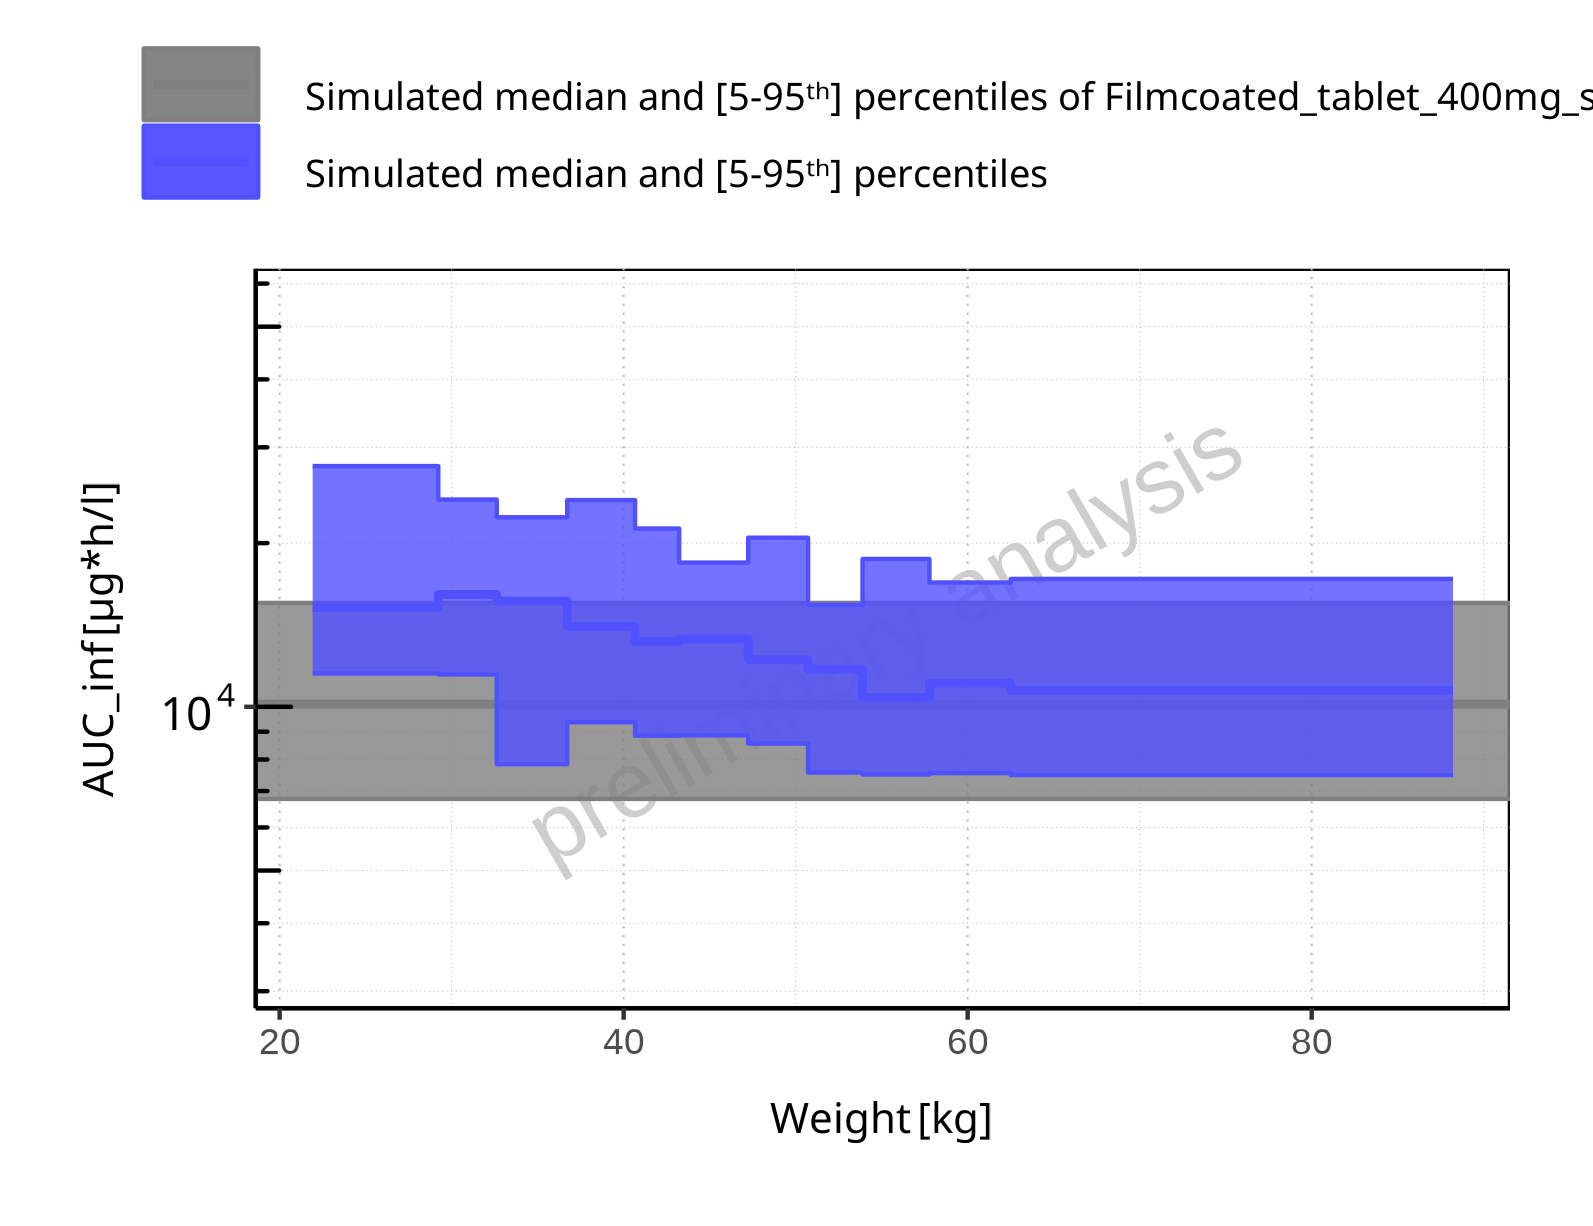 Simulated median and [5-95ᵗʰ] percentiles of Filmcoated_tablet_400mg_s
Simulated median and [5-95ᵗʰ] percentiles
preliminary analysis
AUC_inf [µg*h/l]
10⁴
20 40 60 80
Weight [kg]